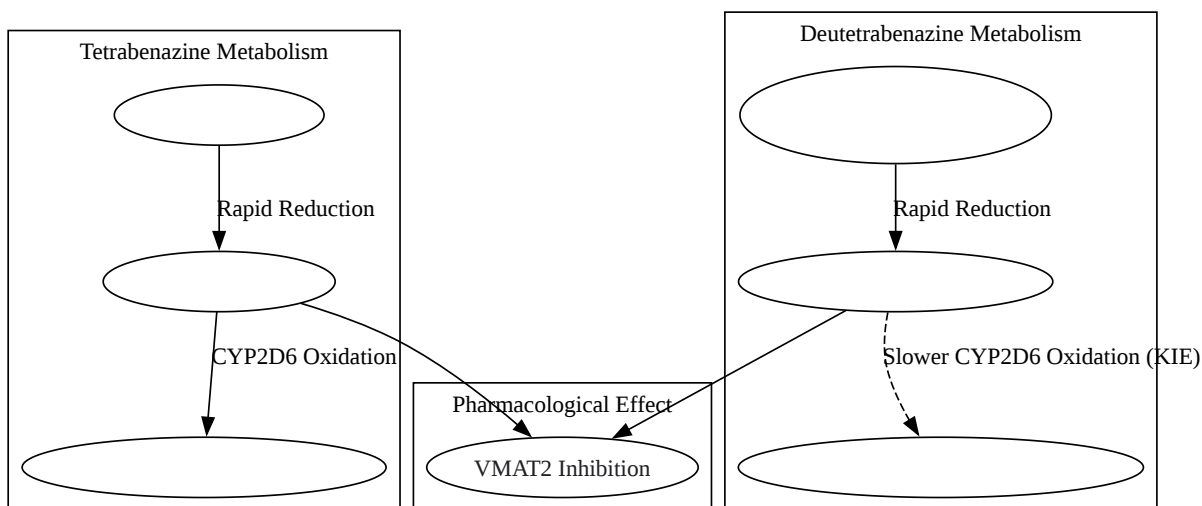 Tetrabenazine Metabolism
Deutetrabenazine Metabolism
Rapid Reduction
Rapid Reduction
CYP2D6 Oxidation
Slower CYP2D6 Oxidation (KIE)
Pharmacological Effect
VMAT2 Inhibition